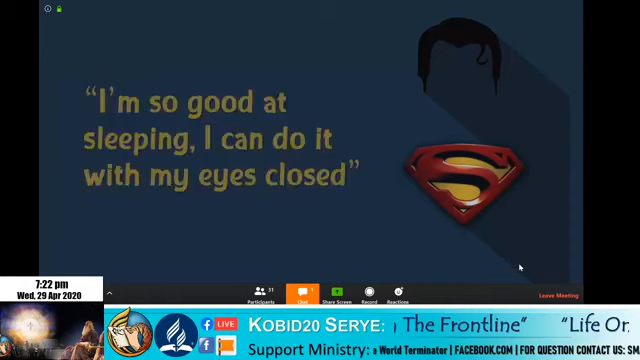 “I'm so good at
sleeping, I can do it
with my eyes closed”
S
31
1
Participants
Chat
Share Screen
Record
Reactions
Leave Meeting
7:22 pm
Wed, 29 Apr 2020
f LIVE
KOBID20 SERYE:
The Frontline”
“Life Or
f
Support Ministry:
e World Terminator | FACEBOOK.COM | FOR QUESTION CONTACT US: S